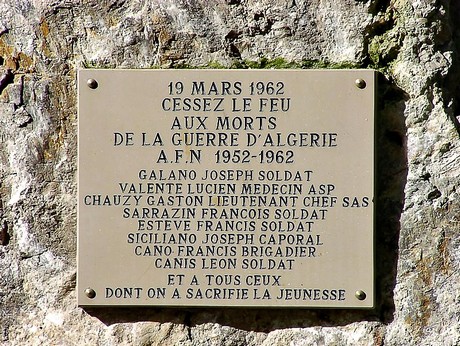 19 MARS 1962
CESSEZ LE FEU
AUX MORTS
DE LA GUERRE D'ALGERIE
A.F.N 1952-1962
GALANO JOSEPH SOLDAT
VALENTE LUCIEN MEDECIN ASP
CHAUZY GASTON LIEUTENANT CHEF SAS
SARRAZIN FRANCOIS SOLDAT
ESTEVE FRANCIS SOLDAT
SICILIANO JOSEPH CAPORAL
CANO FRANCIS BRIGADIER
CANIS LEON SOLDAT
ET A TOUS CEUX
DONT ON A SACRIFIE LA JEUNESSE